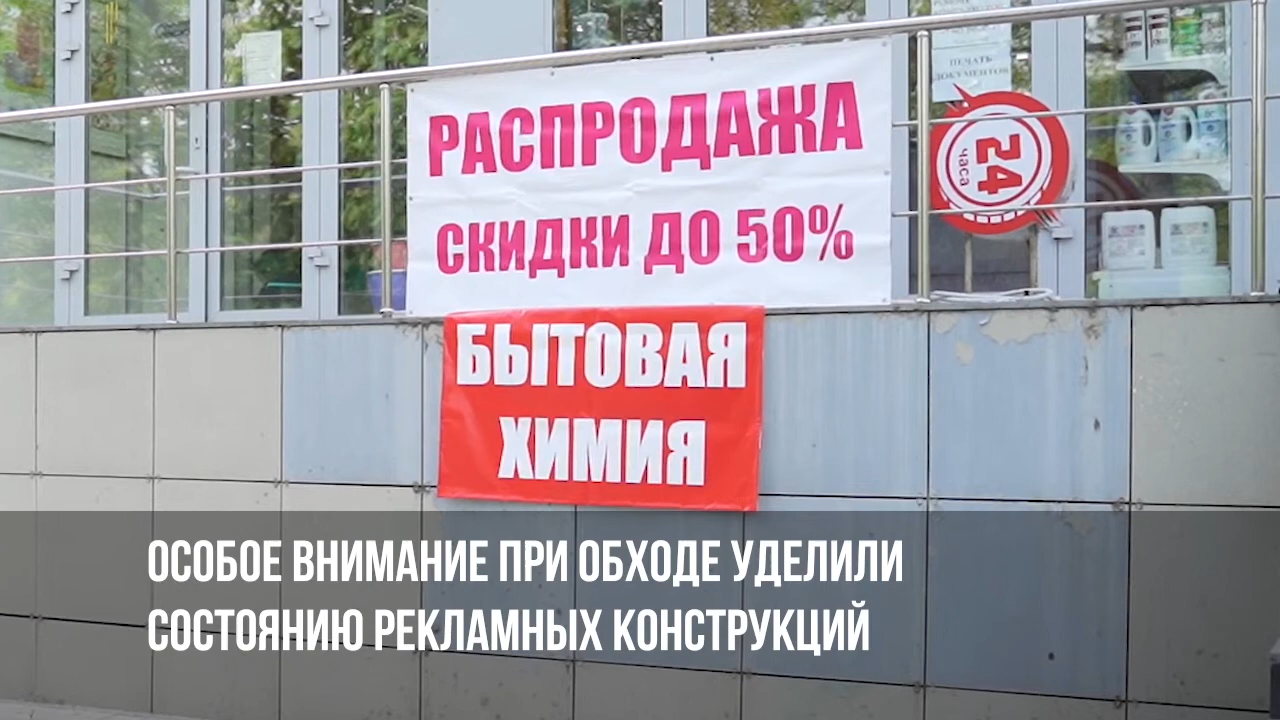 ПЕЧАТЬ
ДОКУМЕНТОВ
РАСПРОДАЖА
СКИДКИ ДО 50%
24
часа
БЫТОВАЯ
ХИМИЯ
ОСОБОЕ ВНИМАНИЕ ПРИ ОБХОДЕ УДЕЛИЛИ
СОСТОЯНИЮ РЕКЛАМНЫХ КОНСТРУКЦИЙ